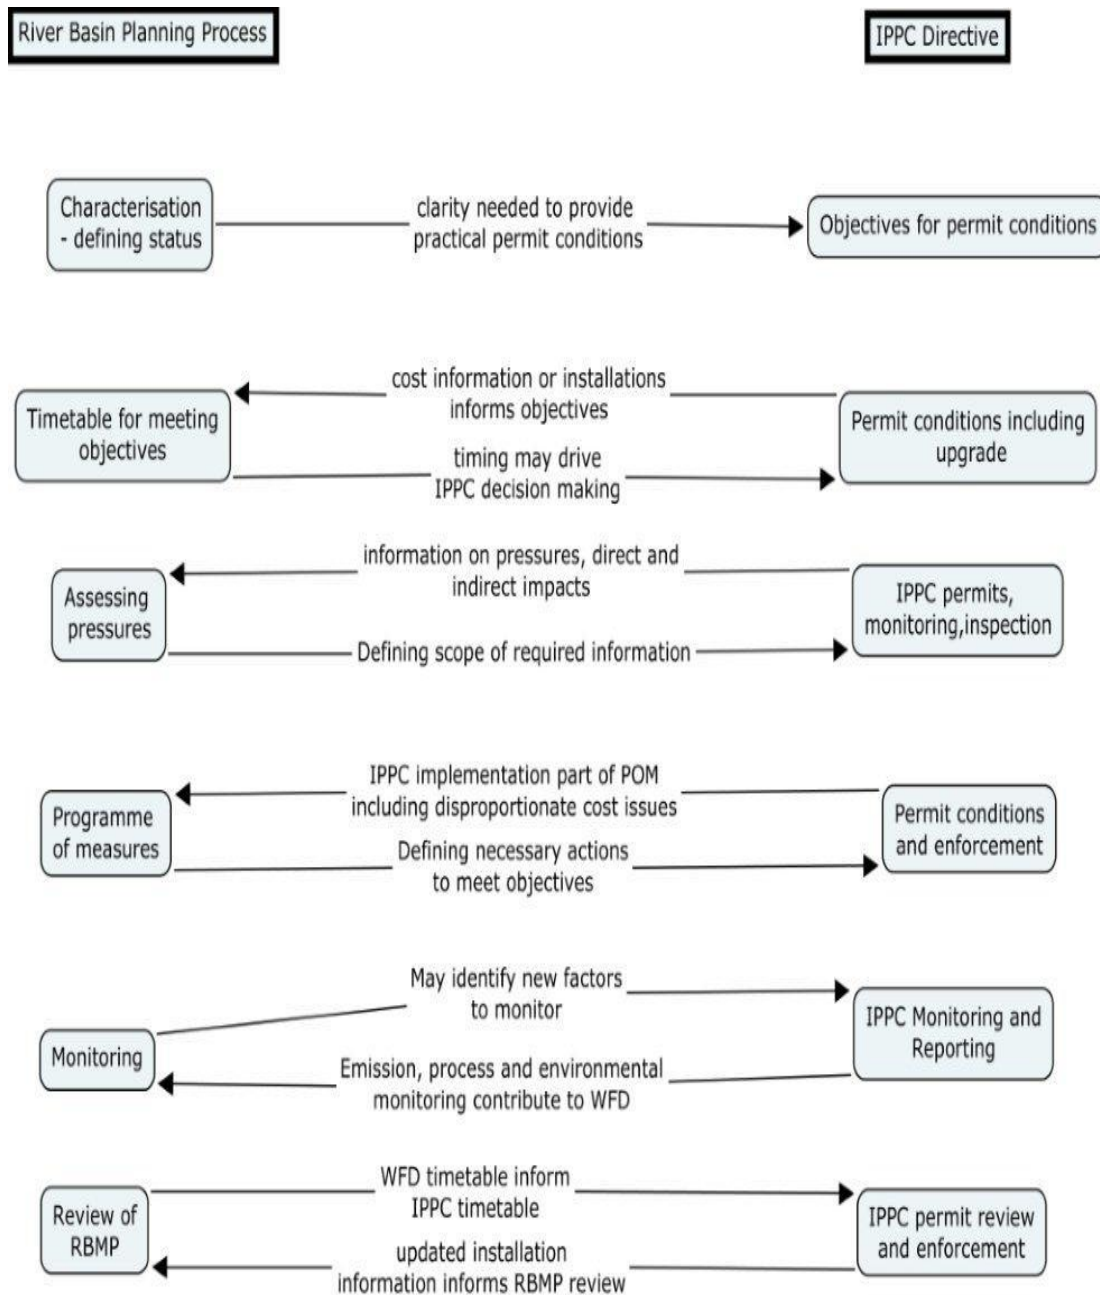 River Basin Planning Process
IPPC Directive
Characterisation
- defining status
clarity needed to provide
practical permit conditions
Objectives for permit conditions
Timetable for meeting
objectives
cost information or installations
informs objectives
timing may drive
IPPC decision making
Permit conditions including
upgrade
Assessing
pressures
information on pressures, direct and
indirect impacts
Defining scope of required information
IPPC permits,
monitoring,inspection
Programme
of measures
IPPC implementation part of POM
including disproportionate cost issues
Defining necessary actions
to meet objectives
Permit conditions
and enforcement
Monitoring
May identify new factors
to monitor
Emission, process and environmental
monitoring contribute to WFD
IPPC Monitoring and
Reporting
Review of
RBMP
WFD timetable inform
IPPC timetable
updated installation
information informs RBMP review
IPPC permit review
and enforcement